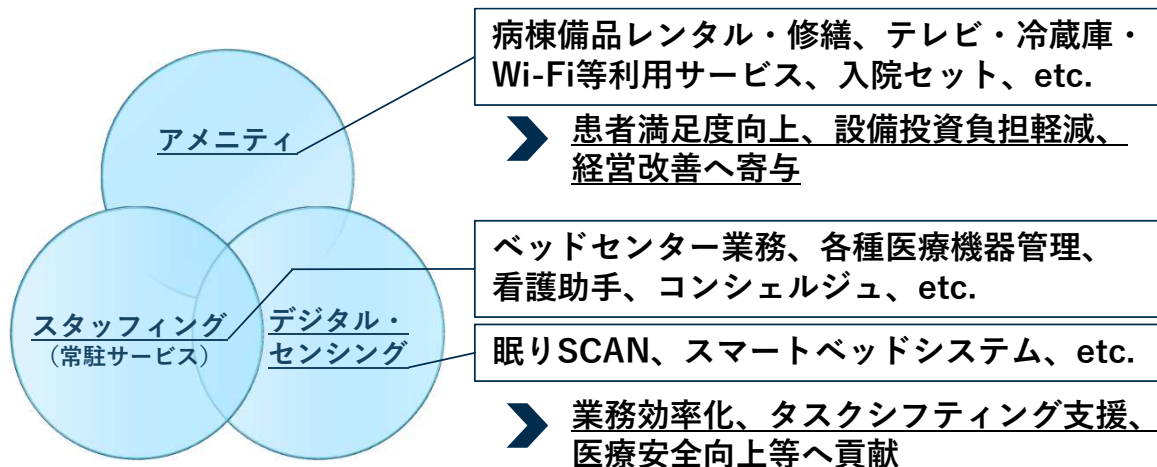 病棟備品レンタル・修繕、テレビ・冷蔵庫・
Wi-Fi等利用サービス、入院セット、etc.
アメニティ
患者満足度向上、設備投資負担軽減、
経営改善へ寄与
ベッドセンター業務、各種医療機器管理、
看護助手、コンシェルジュ、etc.
スタッフィング
（常駐サービス）
デジタル・
センシング
眠りSCAN、スマートベッドシステム、etc.
業務効率化、タスクシフティング支援、
医療安全向上等へ貢献